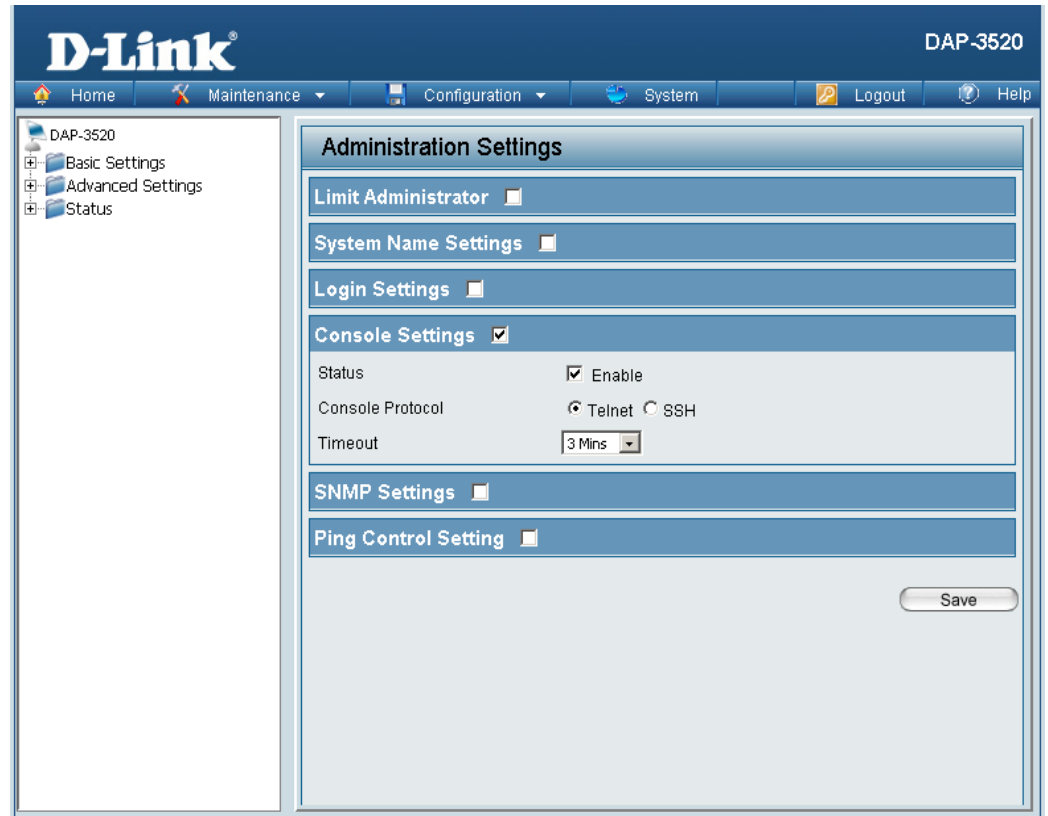 D-Link®
DAP-3520
Home Maintenance Configuration System Logout Help
DAP-3520
Basic Settings
Advanced Settings
Status
Administration Settings
Limit Administrator
System Name Settings
Login Settings
Console Settings
Status Enable
Console Protocol Telnet SSH
Timeout 3 Mins
SNMP Settings
Ping Control Setting
Save